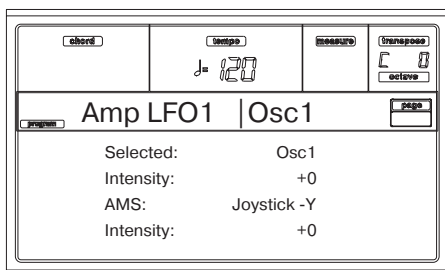 chord
tempo
measure
transpose
♩= 120
C 0
octave
program
Amp LFO1 |Osc1
page
Selected: Osc1
Intensity: +0
AMS: Joystick -Y
Intensity: +0